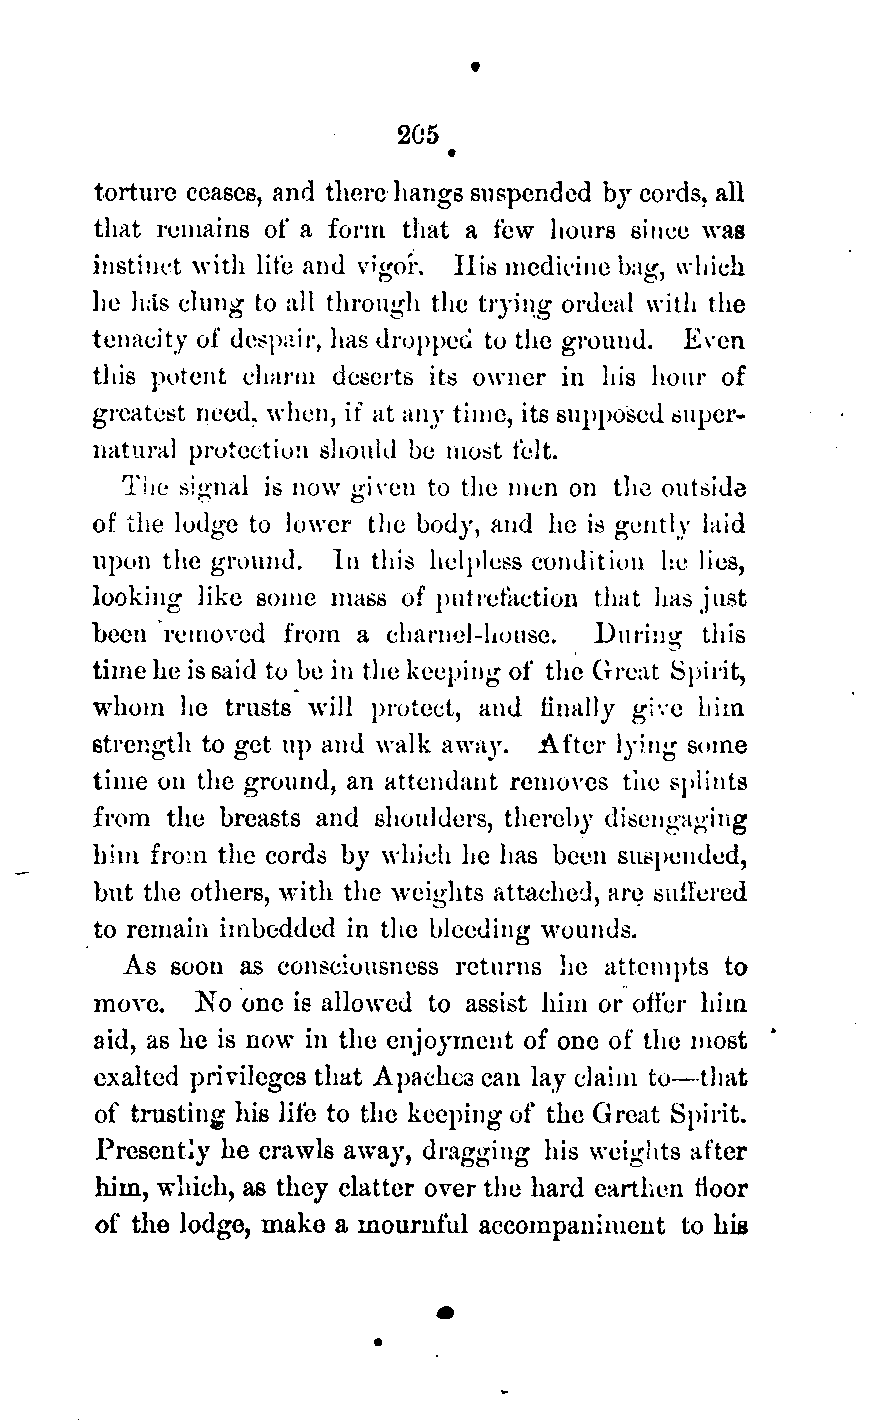 205
torture ceases, and there hangs suspended by cords, all
that remains of a form that a few hours since was
instinct with life and vigor. His medicine bag, which
he has clung to all through the trying ordeal with the
tenacity of despair, has dropped to the ground. Even
this potent charm deserts its owner in his hour of
greatest need, when, if at any time, its supposed super-
natural protection should be most felt.
The signal is now given to the men on the outside
of the lodge to lower the body, and he is gently laid
upon the ground. In this helpless condition he lies,
looking like some mass of putrefaction that has just
been removed from a charnel-house. During this
time he is said to be in the keeping of the Great Spirit,
whom he trusts will protect, and finally give him
strength to get up and walk away. After lying some
time on the ground, an attendant removes the splints
from the breasts and shoulders, thereby disengaging
him from the cords by which he has been suspended,
but the others, with the weights attached, are suffered
to remain imbedded in the bleeding wounds.
As soon as consciousness returns he attempts to
move. No one is allowed to assist him or offer him
aid, as he is now in the enjoyment of one of the most
exalted privileges that Apaches can lay claim to—that
of trusting his life to the keeping of the Great Spirit.
Presently he crawls away, dragging his weights after
him, which, as they clatter over the hard earthen floor
of the lodge, make a mournful accompaniment to his